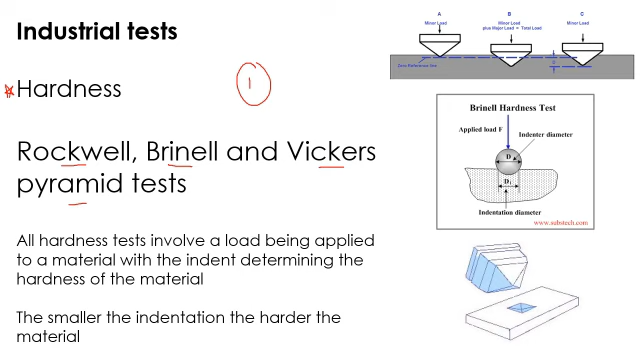 Industrial tests
Hardness
1
Rockwell, Brinell and Vickers
pyramid tests
All hardness tests involve a load being applied
to a material with the indent determining the
hardness of the material
The smaller the indentation the harder the
material
A
B
C
Minor Load
Minor Load
plus Major Load = Total Load
Minor Load
Zero Reference line
D
Brinell Hardness Test
Applied load F
Indenter diameter
D
D
Indentation diameter
www.substech.com